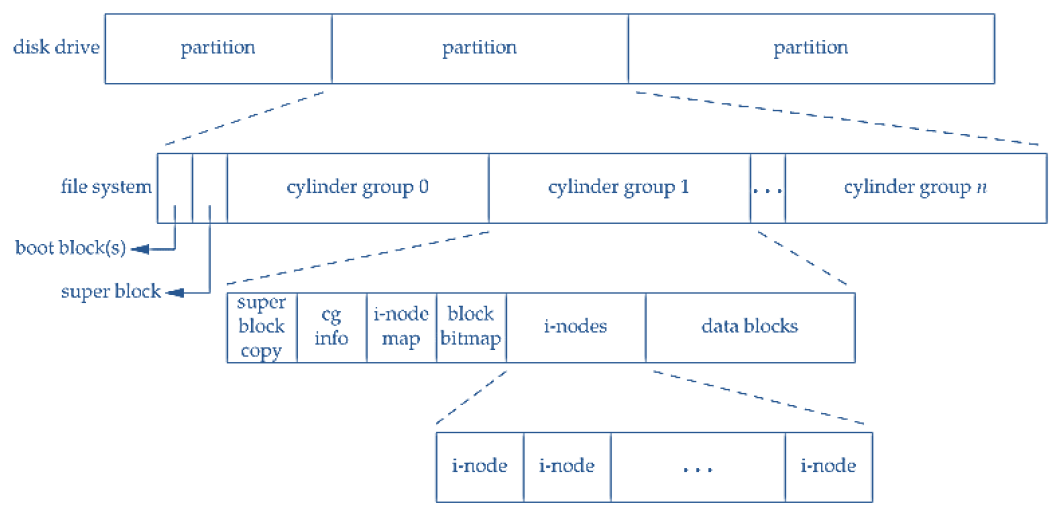 disk drive partition partition partition
file system cylinder group 0 cylinder group 1 ... cylinder group n
boot block(s)
super block
super
block
copy
cg
info
i-node
map
block
bitmap
i-nodes
data blocks
i-node i-node ... i-node